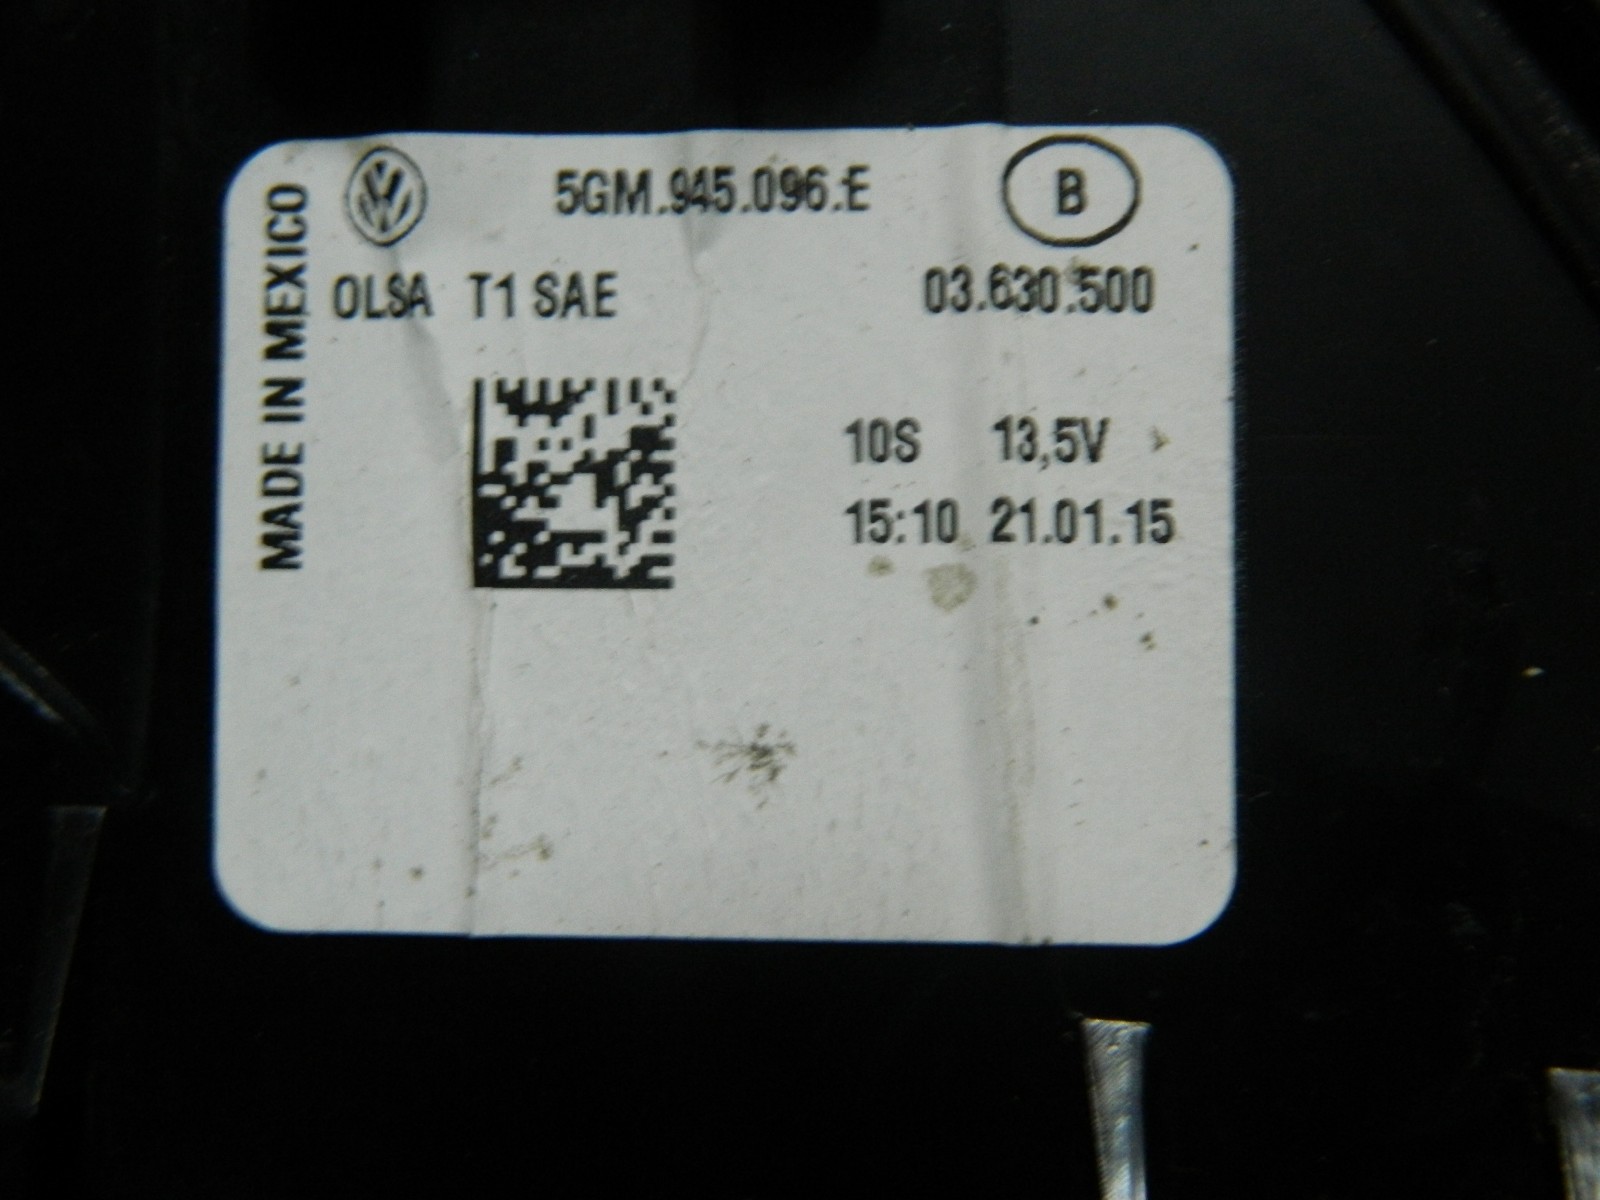 MADE IN MEXICO
5GM.945.096.E B
OLSA T1 SAE 03.630.500
10S 13,5V
15:10 21.01.15